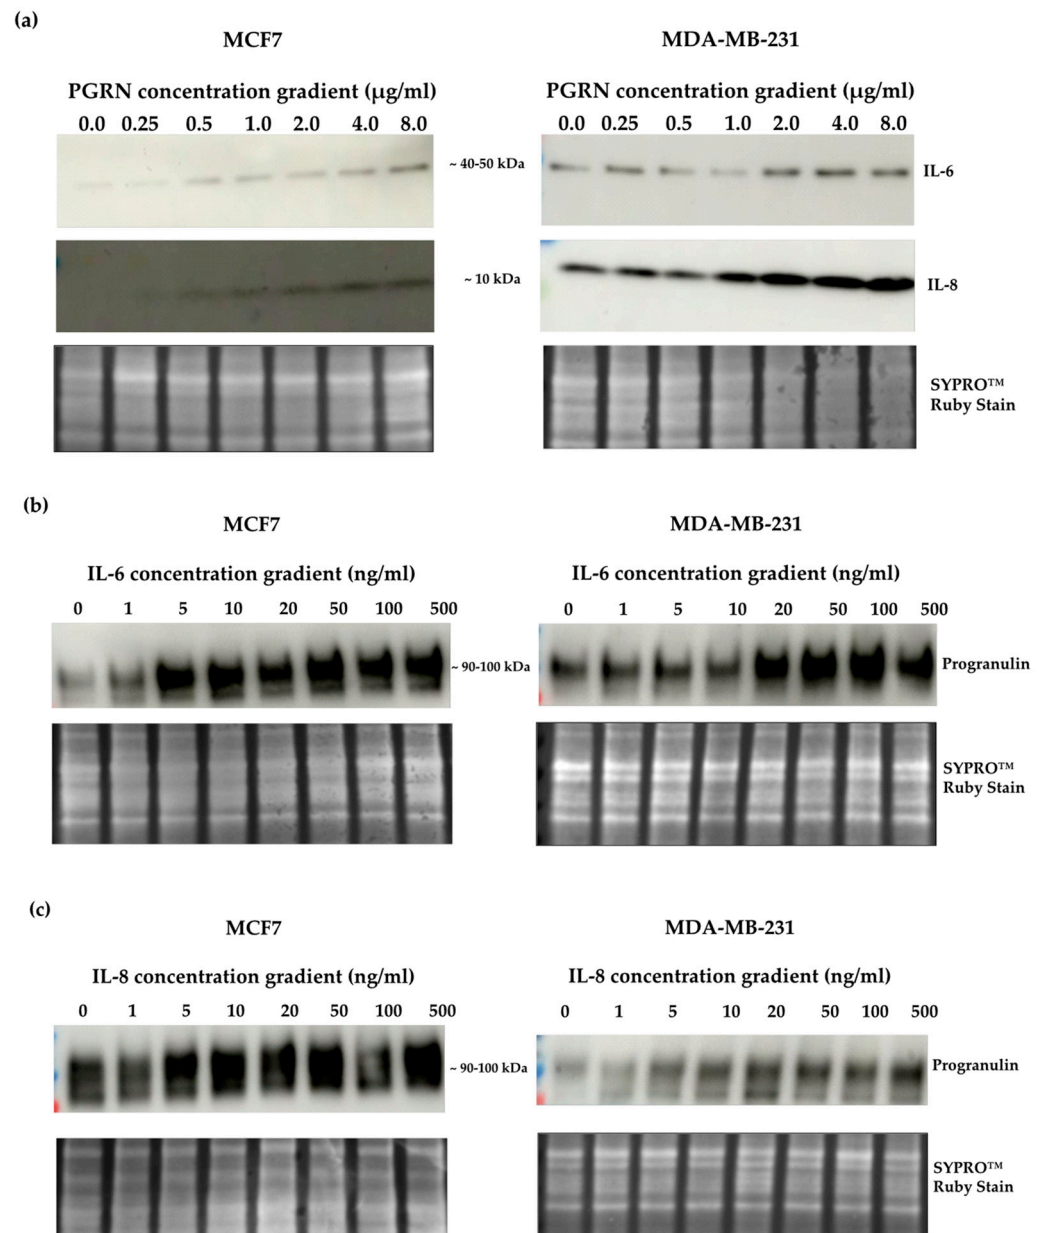 (a)
MCF7 MDA-MB-231
PGRN concentration gradient (µg/ml) PGRN concentration gradient (µg/ml)
0.0 0.25 0.5 1.0 2.0 4.0 8.0 0.0 0.25 0.5 1.0 2.0 4.0 8.0
~ 40-50 kDa IL-6
~ 10 kDa IL-8
SYPRO™
Ruby Stain
(b)
MCF7 MDA-MB-231
IL-6 concentration gradient (ng/ml) IL-6 concentration gradient (ng/ml)
0 1 5 10 20 50 100 500 0 1 5 10 20 50 100 500
~ 90-100 kDa Progranulin
SYPRO™
Ruby Stain
(c)
MCF7 MDA-MB-231
IL-8 concentration gradient (ng/ml) IL-8 concentration gradient (ng/ml)
0 1 5 10 20 50 100 500 0 1 5 10 20 50 100 500
~ 90-100 kDa Progranulin
SYPRO™
Ruby Stain